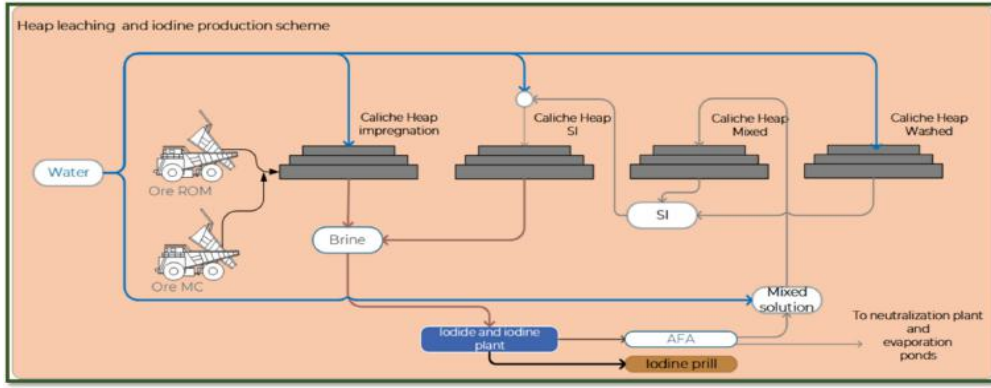 Heap leaching and iodine production scheme
Caliche Heap
impregnation
Caliche Heap
SI
Caliche Heap
Mixed
Caliche Heap
Washed
Water
Ore ROM
SI
Brine
Ore MC
Mixed
solution
To neutralization plant
and
evaporation
ponds
Iodide and iodine
plant
AFA
Iodine prill